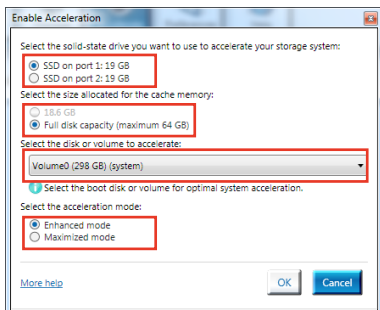 Enable Acceleration
Select the solid-state drive you want to use to accelerate your storage system:
SSD on port 1: 19 GB
SSD on port 2: 19 GB
Select the size allocated for the cache memory:
18.6 GB
Full disk capacity (maximum 64 GB)
Select the disk or volume to accelerate:
Volume0 (298 GB) (system)
Select the boot disk or volume for optimal system acceleration.
Select the acceleration mode:
Enhanced mode
Maximized mode
More help
OK
Cancel